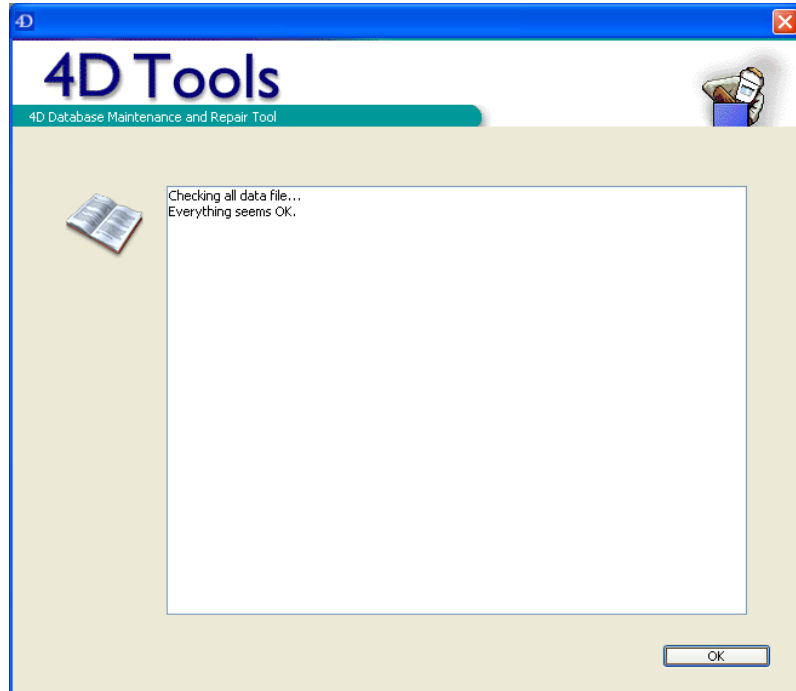 4D
4D Tools
4D Database Maintenance and Repair Tool
Checking all data file...
Everything seems OK.
OK